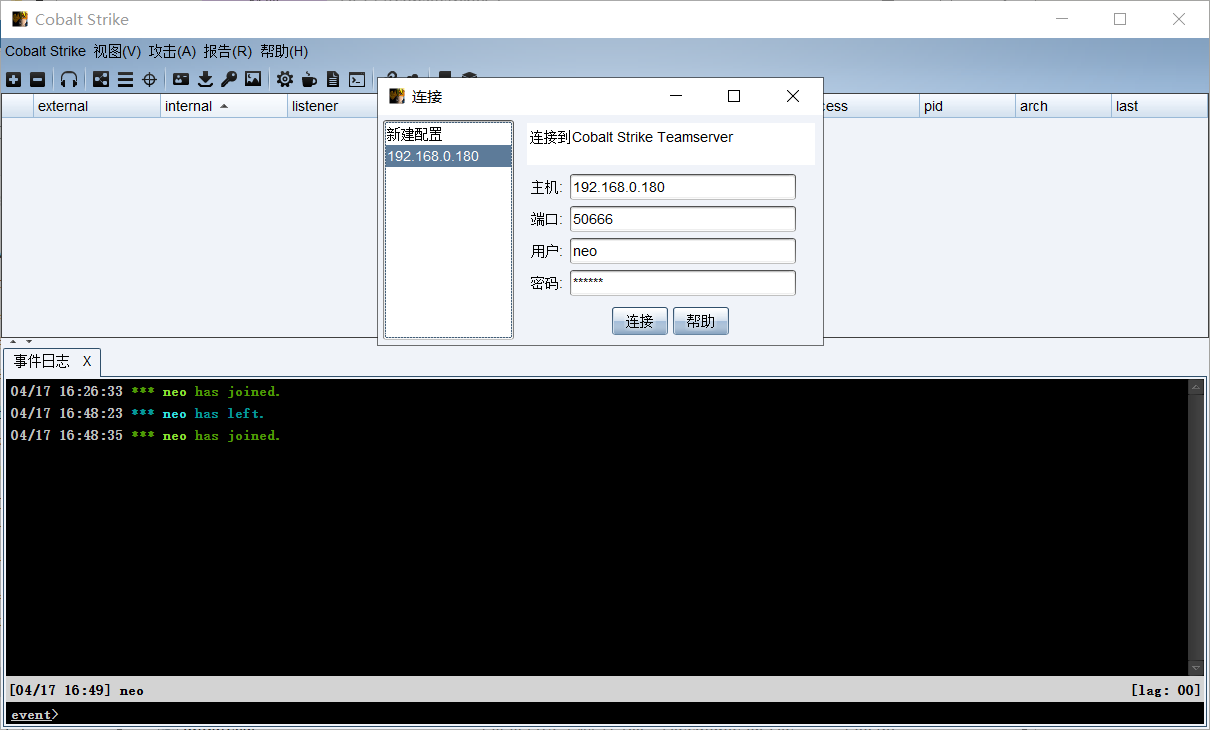 Cobalt Strike
Cobalt Strike 视图(V) 攻击(A) 报告(R) 帮助(H)
external internal listener cess pid arch last
连接
新建配置
192.168.0.180
连接到Cobalt Strike Teamserver
主机: 192.168.0.180
端口: 50666
用户: neo
密码: ******
连接 帮助
事件日志 X
04/17 16:26:33 *** neo has joined.
04/17 16:48:23 *** neo has left.
04/17 16:48:35 *** neo has joined.
[04/17 16:49] neo [lag: 00]
event>